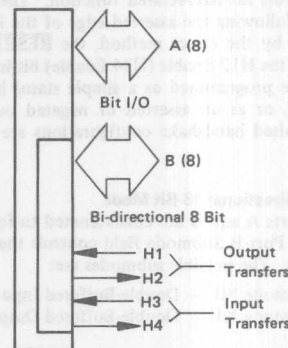 A (8)
Bit I/O
B (8)
Bi-directional 8 Bit
H1
Output
H2
Transfers
H3
Input
H4
Transfers